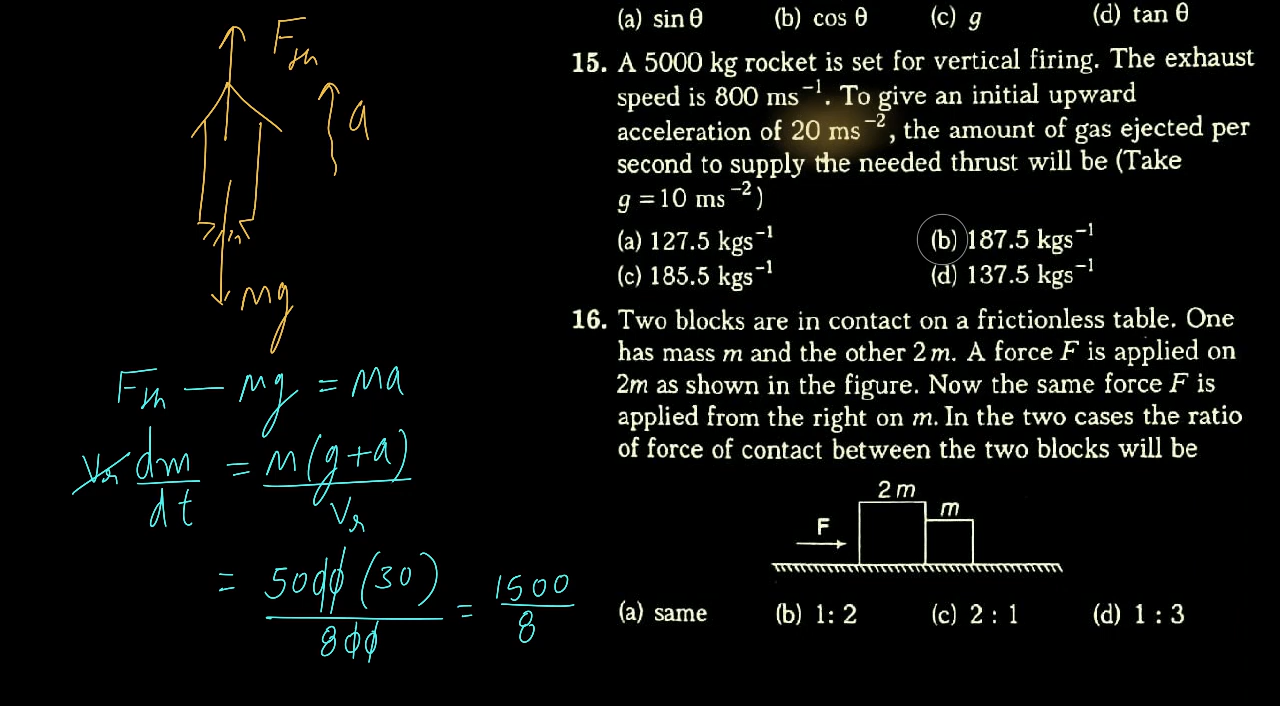 F_th
a
mg
F_th - mg = ma
v_r dm/dt = m(g+a)/v_r
= 5000(30)/800 = 1500/8
(a) sin θ (b) cos θ (c) g (d) tan θ
15. A 5000 kg rocket is set for vertical firing. The exhaust
speed is 800 ms⁻¹. To give an initial upward
acceleration of 20 ms⁻², the amount of gas ejected per
second to supply the needed thrust will be (Take
g = 10 ms⁻²)
(a) 127.5 kgs⁻¹ (b) 187.5 kgs⁻¹
(c) 185.5 kgs⁻¹ (d) 137.5 kgs⁻¹
16. Two blocks are in contact on a frictionless table. One
has mass m and the other 2m. A force F is applied on
2m as shown in the figure. Now the same force F is
applied from the right on m. In the two cases the ratio
of force of contact between the two blocks will be
2 m
m
F
(a) same (b) 1: 2 (c) 2 : 1 (d) 1 : 3